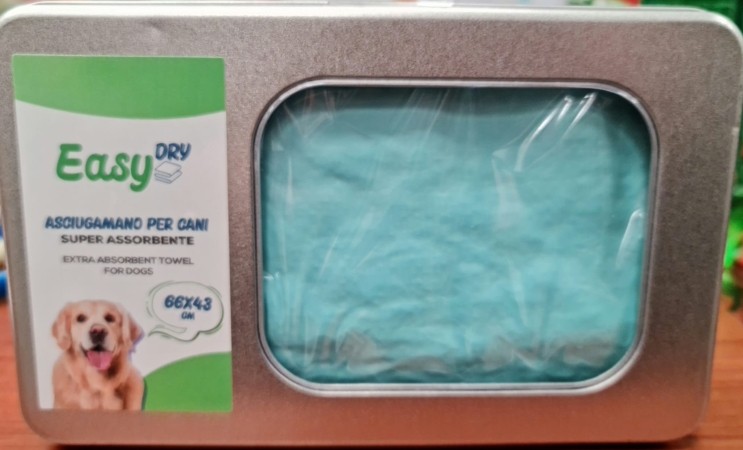 Easy DRY
ASCIUGAMANO PER CANI
SUPER ASSORBENTE
EXTRA ABSORBENT TOWEL
FOR DOGS
66X43
CM